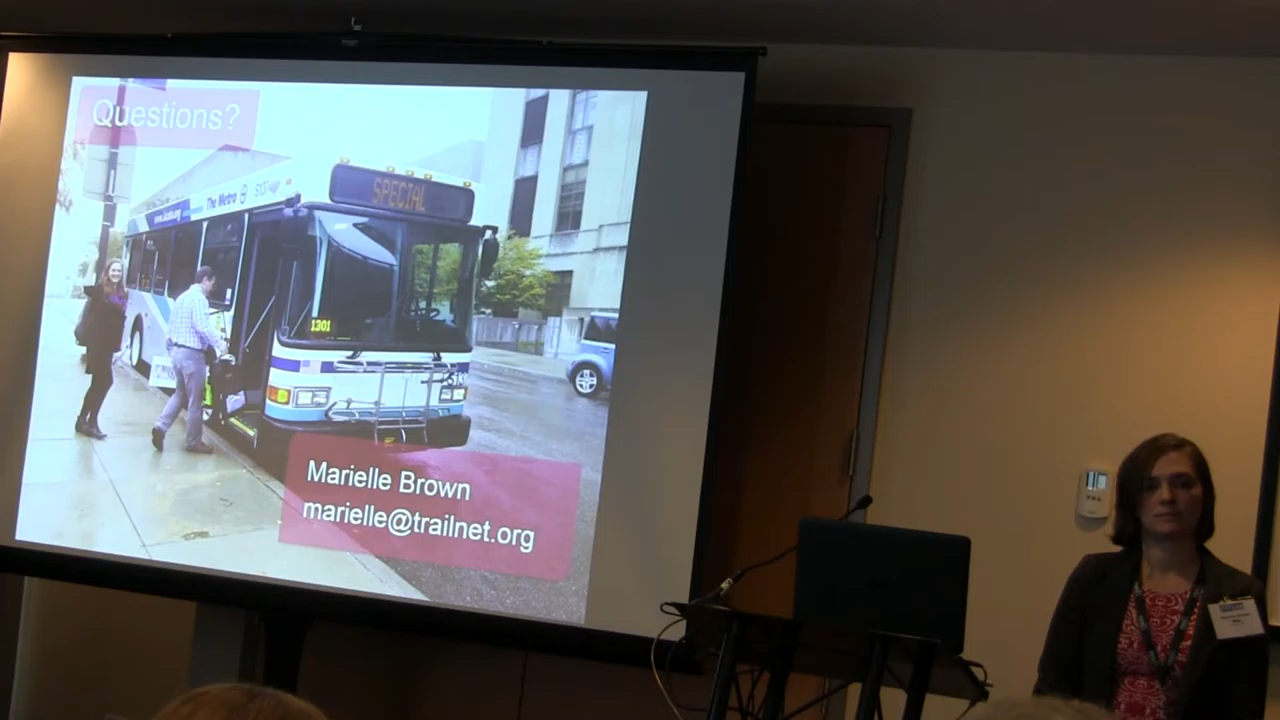 Questions?
SPECIAL
The Metro
1301
Marielle Brown
marielle@trailnet.org